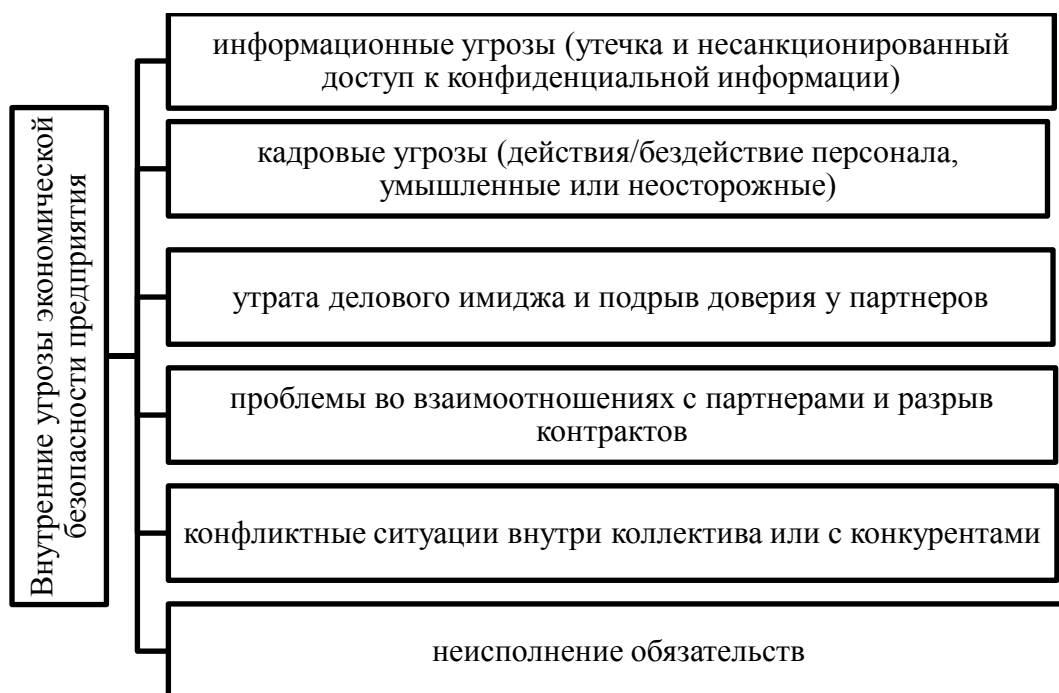 Внутренние угрозы экономической
безопасности предприятия
информационные угрозы (утечка и несанкционированный
доступ к конфиденциальной информации)
кадровые угрозы (действия/бездействие персонала,
умышленные или неосторожные)
утрата делового имиджа и подрыв доверия у партнеров
проблемы во взаимоотношениях с партнерами и разрыв
контрактов
конфликтные ситуации внутри коллектива или с конкурентами
неисполнение обязательств